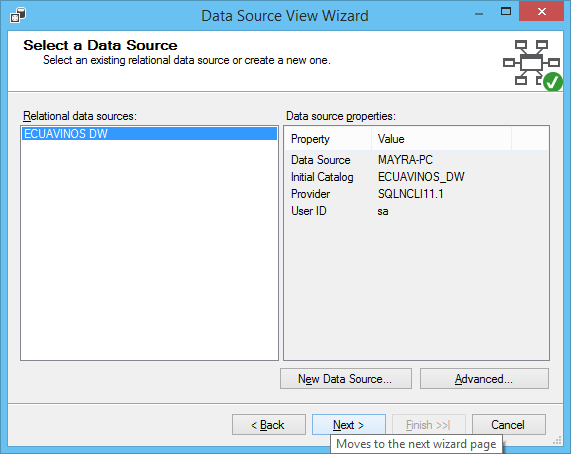 Data Source View Wizard
Select a Data Source
Select an existing relational data source or create a new one.
Relational data sources:
ECUAVINOS DW
Data source properties:
Property Value
Data Source MAYRA-PC
Initial Catalog ECUAVINOS_DW
Provider SQLNCLI11.1
User ID sa
New Data Source... Advanced...
< Back Next > Finish >>| Cancel
Moves to the next wizard page